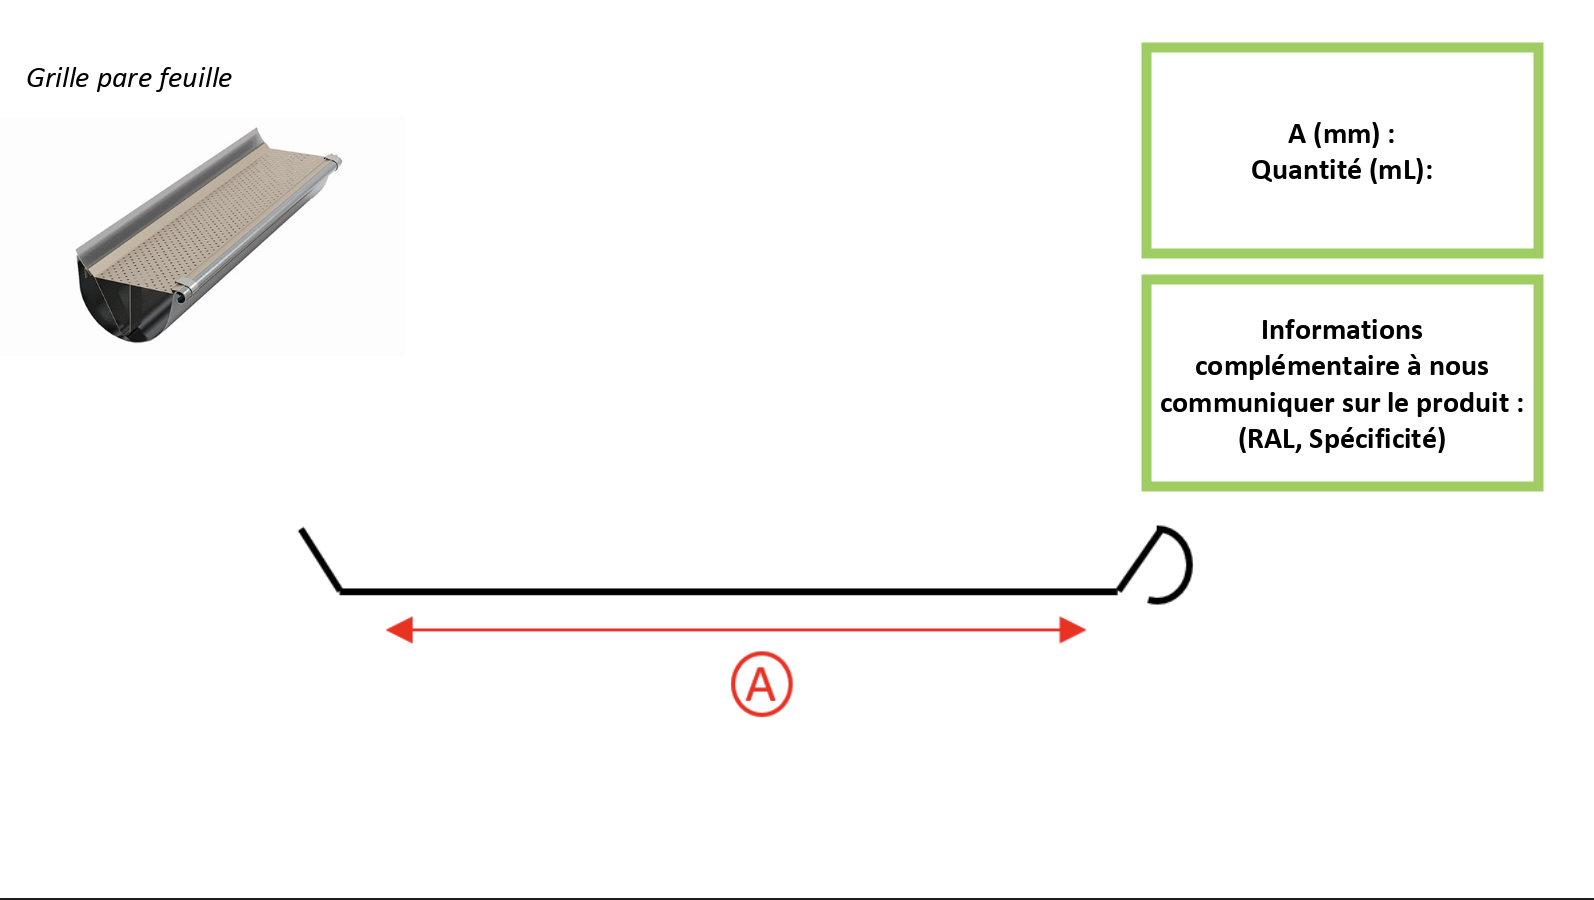 Grille pare feuille
A (mm) :
Quantité (mL):
Informations
complémentaire à nous
communiquer sur le produit :
(RAL, Spécificité)
A